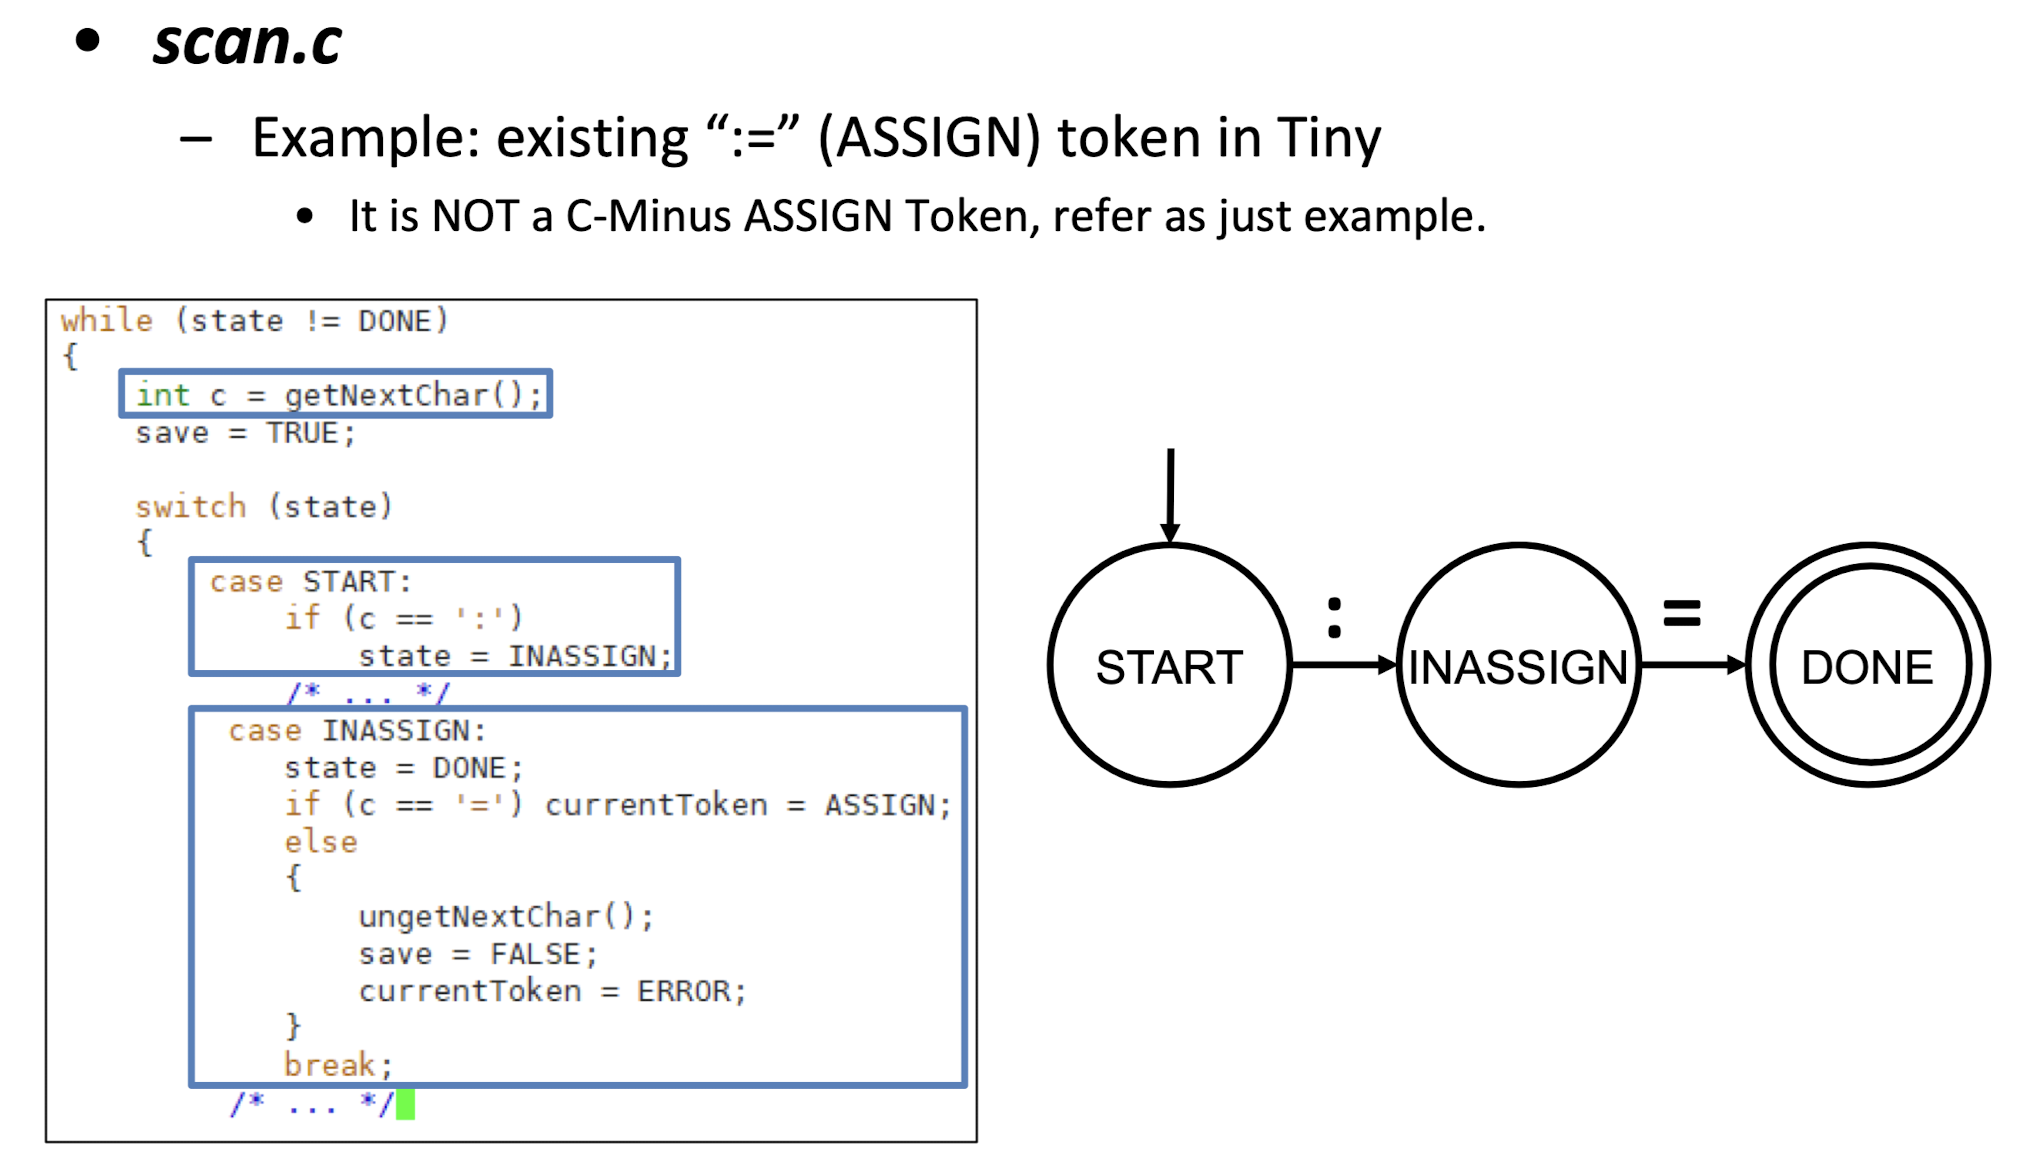 • scan.c
– Example: existing “:=” (ASSIGN) token in Tiny
• It is NOT a C-Minus ASSIGN Token, refer as just example.
while (state != DONE)
{
int c = getNextChar();
save = TRUE;
switch (state)
{
case START:
if (c == ':')
state = INASSIGN;
/* ... */
case INASSIGN:
state = DONE;
if (c == '=') currentToken = ASSIGN;
else
{
ungetNextChar();
save = FALSE;
currentToken = ERROR;
}
break;
/* ... */
START : INASSIGN = DONE